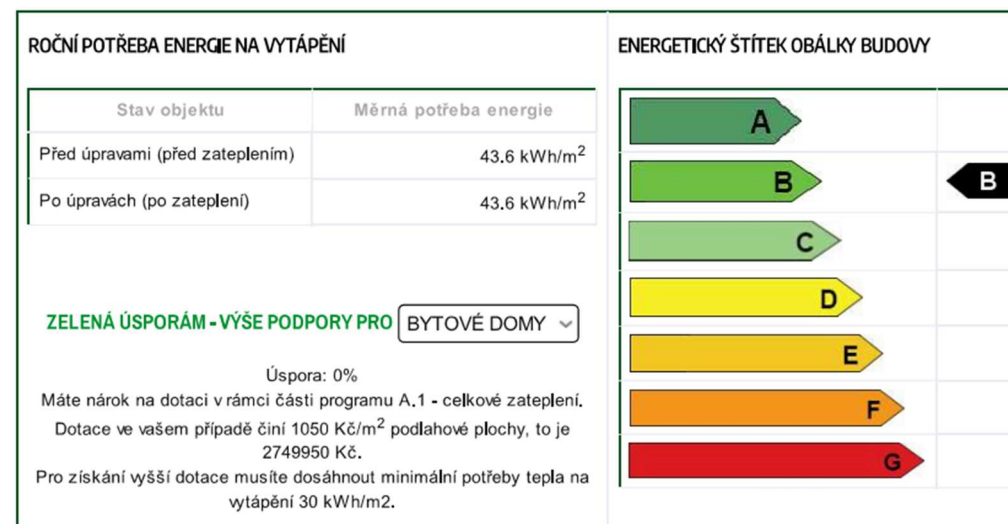 ROČNÍ POTŘEBA ENERGIE NA VYTÁPĚNÍ
Stav objektu Měrná potřeba energie
Před úpravami (před zateplením) 43.6 kWh/m2
Po úpravách (po zateplení) 43.6 kWh/m2
ZELENÁ ÚSPORÁM - VÝŠE PODPORY PRO BYTOVÉ DOMY
Úspora: 0%
Máte nárok na dotaci v rámci části programu A.1 - celkové zateplení.
Dotace ve vašem případě činí 1050 Kč/m2 podlahové plochy, to je
2749950 Kč.
Pro získání vyšší dotace musíte dosáhnout minimální potřeby tepla na
vytápění 30 kWh/m2.
ENERGETICKÝ ŠTÍTEK OBÁLKY BUDOVY
A
B B
C
D
E
F
G